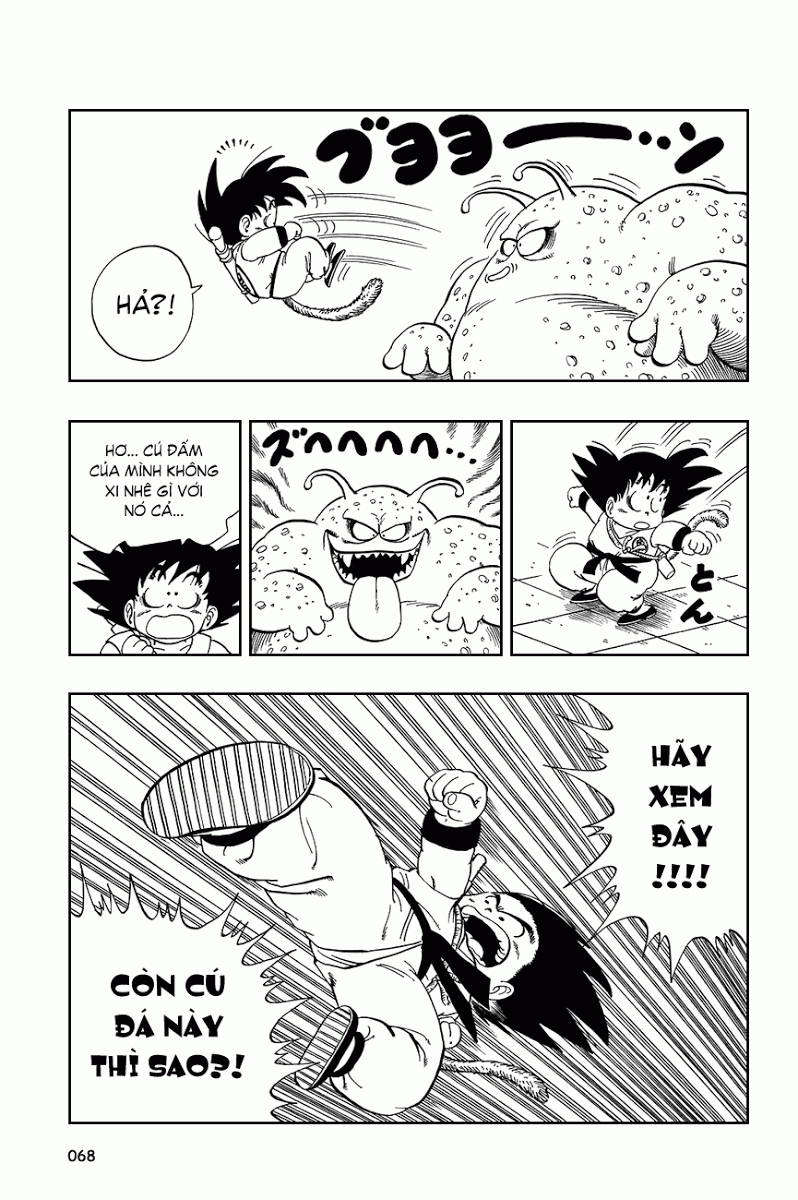 ブヨヨー…ン
HẢ?!
とん
ズヘヘヘヘ…
HƠ... CÚ ĐẤM
CỦA MÌNH KHÔNG
XI NHÊ GÌ VỚI
NÓ CẢ...
HÃY
XEM
ĐÂY
!!!!
CÒN CÚ
ĐÁ NÀY
THÌ SAO?!
068